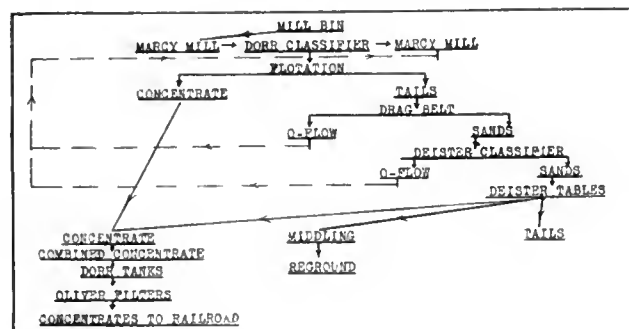 MILL BIN
MARCY MILL DORR CLASSIFIER MARCY MILL
FLOTATION
CONCENTRATE TAILS
DRAG BELT
O-FLOW SANDS
DEISTER CLASSIFIER
O-FLOW SANDS
DEISTER TABLES
CONCENTRATE MIDDLING TAILS
COMBINED CONCENTRATE
DORR TANKS REGROUND
OLIVER FILTERS
CONCENTRATES TO RAILROAD